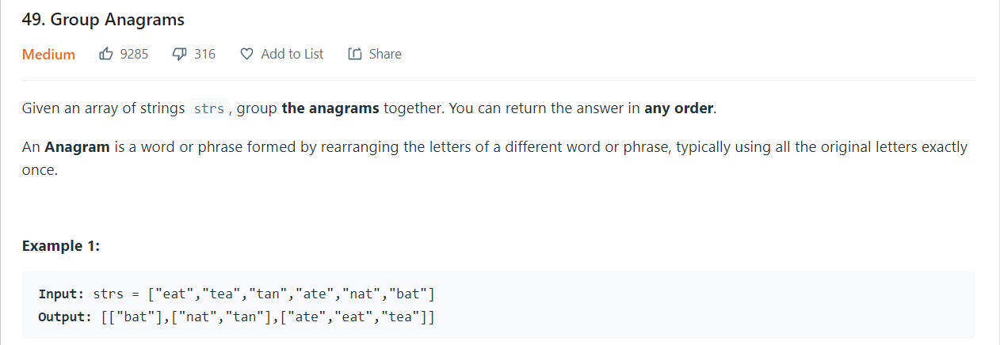 49. Group Anagrams
Medium 9285 316 Add to List Share
Given an array of strings strs, group the anagrams together. You can return the answer in any order.
An Anagram is a word or phrase formed by rearranging the letters of a different word or phrase, typically using all the original letters exactly
once.
Example 1:
Input: strs = ["eat","tea","tan","ate","nat","bat"]
Output: [["bat"],["nat","tan"],["ate","eat","tea"]]